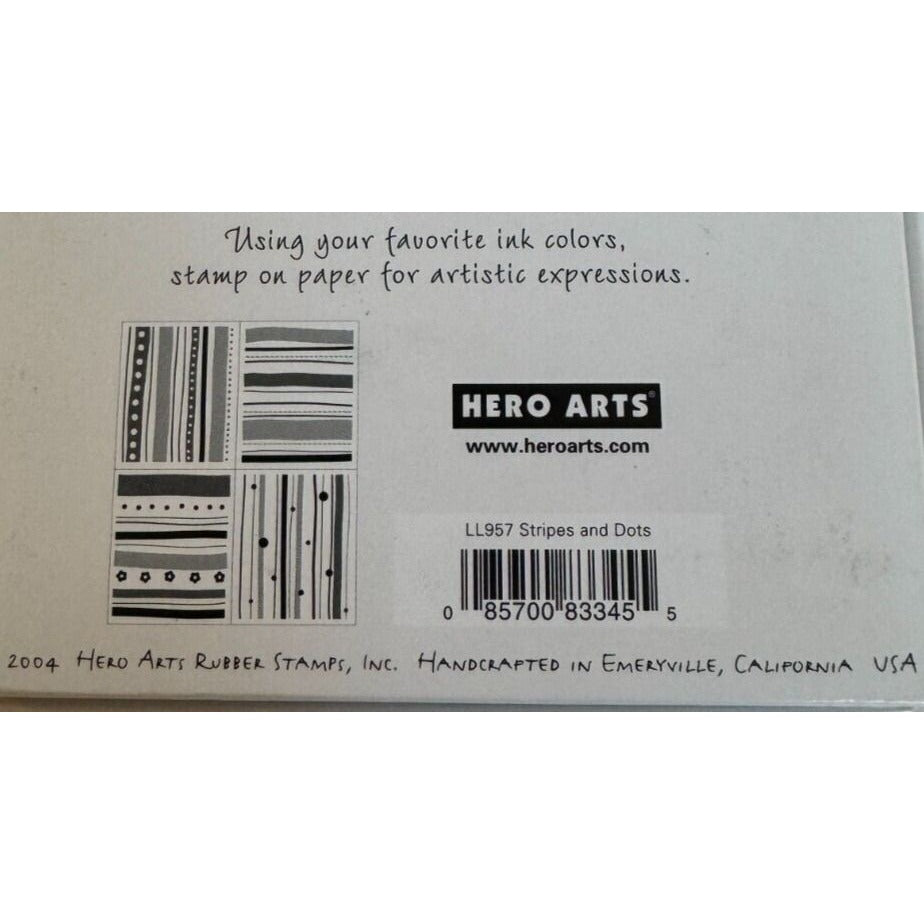 Using your favorite ink colors,
stamp on paper for artistic expressions.
HERO ARTS®
www.heroarts.com
LL957 Stripes and Dots
0 85700 83345 5
2004 HERO ARTS RUBBER STAMPS, INC. HANDCRAFTED IN EMERYVILLE, CALIFORNIA USA